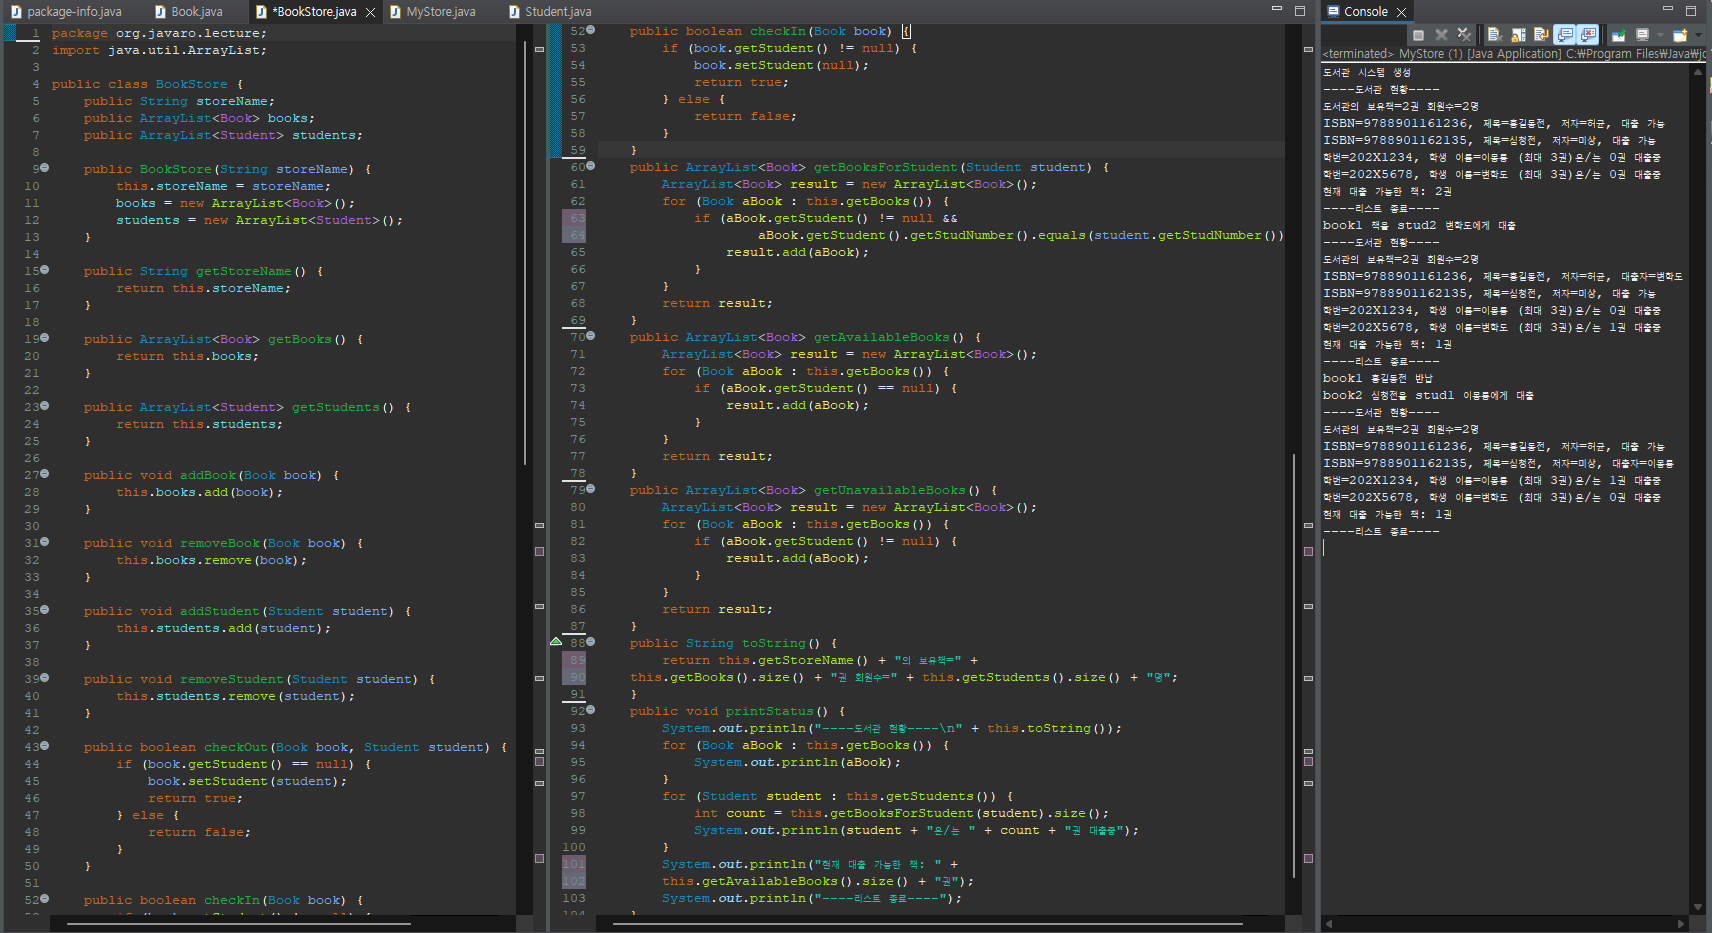 package-info.java
Book.java
*BookStore.java
MyStore.java
Student.java
1 package org.javaro.lecture;
2 import java.util.ArrayList;
3
4 public class BookStore {
5 public String storeName;
6 public ArrayList<Book> books;
7 public ArrayList<Student> students;
8
9 public BookStore(String storeName) {
10 this.storeName = storeName;
11 books = new ArrayList<Book>();
12 students = new ArrayList<Student>();
13 }
14
15 public String getStoreName() {
16 return this.storeName;
17 }
18
19 public ArrayList<Book> getBooks() {
20 return this.books;
21 }
22
23 public ArrayList<Student> getStudents() {
24 return this.students;
25 }
26
27 public void addBook(Book book) {
28 this.books.add(book);
29 }
30
31 public void removeBook(Book book) {
32 this.books.remove(book);
33 }
34
35 public void addStudent(Student student) {
36 this.students.add(student);
37 }
38
39 public void removeStudent(Student student) {
40 this.students.remove(student);
41 }
42
43 public boolean checkOut(Book book, Student student) {
44 if (book.getStudent() == null) {
45 book.setStudent(student);
46 return true;
47 } else {
48 return false;
49 }
50 }
51
52 public boolean checkIn(Book book) {
52 public boolean checkIn(Book book) {
53 if (book.getStudent() != null) {
54 book.setStudent(null);
55 return true;
56 } else {
57 return false;
58 }
59 }
60 public ArrayList<Book> getBooksForStudent(Student student) {
61 ArrayList<Book> result = new ArrayList<Book>();
62 for (Book aBook : this.getBooks()) {
63 if (aBook.getStudent() != null &&
64 aBook.getStudent().getStudNumber().equals(student.getStudNumber())
65 result.add(aBook);
66 }
67 }
68 return result;
69 }
70 public ArrayList<Book> getAvailableBooks() {
71 ArrayList<Book> result = new ArrayList<Book>();
72 for (Book aBook : this.getBooks()) {
73 if (aBook.getStudent() == null) {
74 result.add(aBook);
75 }
76 }
77 return result;
78 }
79 public ArrayList<Book> getUnavailableBooks() {
80 ArrayList<Book> result = new ArrayList<Book>();
81 for (Book aBook : this.getBooks()) {
82 if (aBook.getStudent() != null) {
83 result.add(aBook);
84 }
85 }
86 return result;
87 }
88 public String toString() {
89 return this.getStoreName() + "의 보유책=" +
90 this.getBooks().size() + "권 회원수=" + this.getStudents().size() + "명";
91 }
92 public void printStatus() {
93 System.out.println("----도서관 현황----\n" + this.toString());
94 for (Book aBook : this.getBooks()) {
95 System.out.println(aBook);
96 }
97 for (Student student : this.getStudents()) {
98 int count = this.getBooksForStudent(student).size();
99 System.out.println(student + "은/는 " + count + "권 대출중");
100 }
101 System.out.println("현재 대출 가능한 책: " +
102 this.getAvailableBooks().size() + "권");
103 System.out.println("----리스트 종료----");
Console
<terminated> MyStore (1) [Java Application] C:\Program Files\Java\jd
도서관 시스템 생성
----도서관 현황----
도서관의 보유책=2권 회원수=2명
ISBN=9788901161236, 제목=홍길동전, 저자=허균, 대출 가능
ISBN=9788901162135, 제목=심청전, 저자=미상, 대출 가능
학번=202X1234, 학생 이름=이몽룡 (최대 3권)은/는 0권 대출중
학번=202X5678, 학생 이름=변학도 (최대 3권)은/는 0권 대출중
현재 대출 가능한 책: 2권
----리스트 종료----
book1 책을 stud2 변학도에게 대출
----도서관 현황----
도서관의 보유책=2권 회원수=2명
ISBN=9788901161236, 제목=홍길동전, 저자=허균, 대출자=변학도
ISBN=9788901162135, 제목=심청전, 저자=미상, 대출 가능
학번=202X1234, 학생 이름=이몽룡 (최대 3권)은/는 0권 대출중
학번=202X5678, 학생 이름=변학도 (최대 3권)은/는 1권 대출중
현재 대출 가능한 책: 1권
----리스트 종료----
book1 홍길동전 반납
book2 심청전을 stud1 이몽룡에게 대출
----도서관 현황----
도서관의 보유책=2권 회원수=2명
ISBN=9788901161236, 제목=홍길동전, 저자=허균, 대출 가능
ISBN=9788901162135, 제목=심청전, 저자=미상, 대출자=이몽룡
학번=202X1234, 학생 이름=이몽룡 (최대 3권)은/는 1권 대출중
학번=202X5678, 학생 이름=변학도 (최대 3권)은/는 0권 대출중
현재 대출 가능한 책: 1권
----리스트 종료----